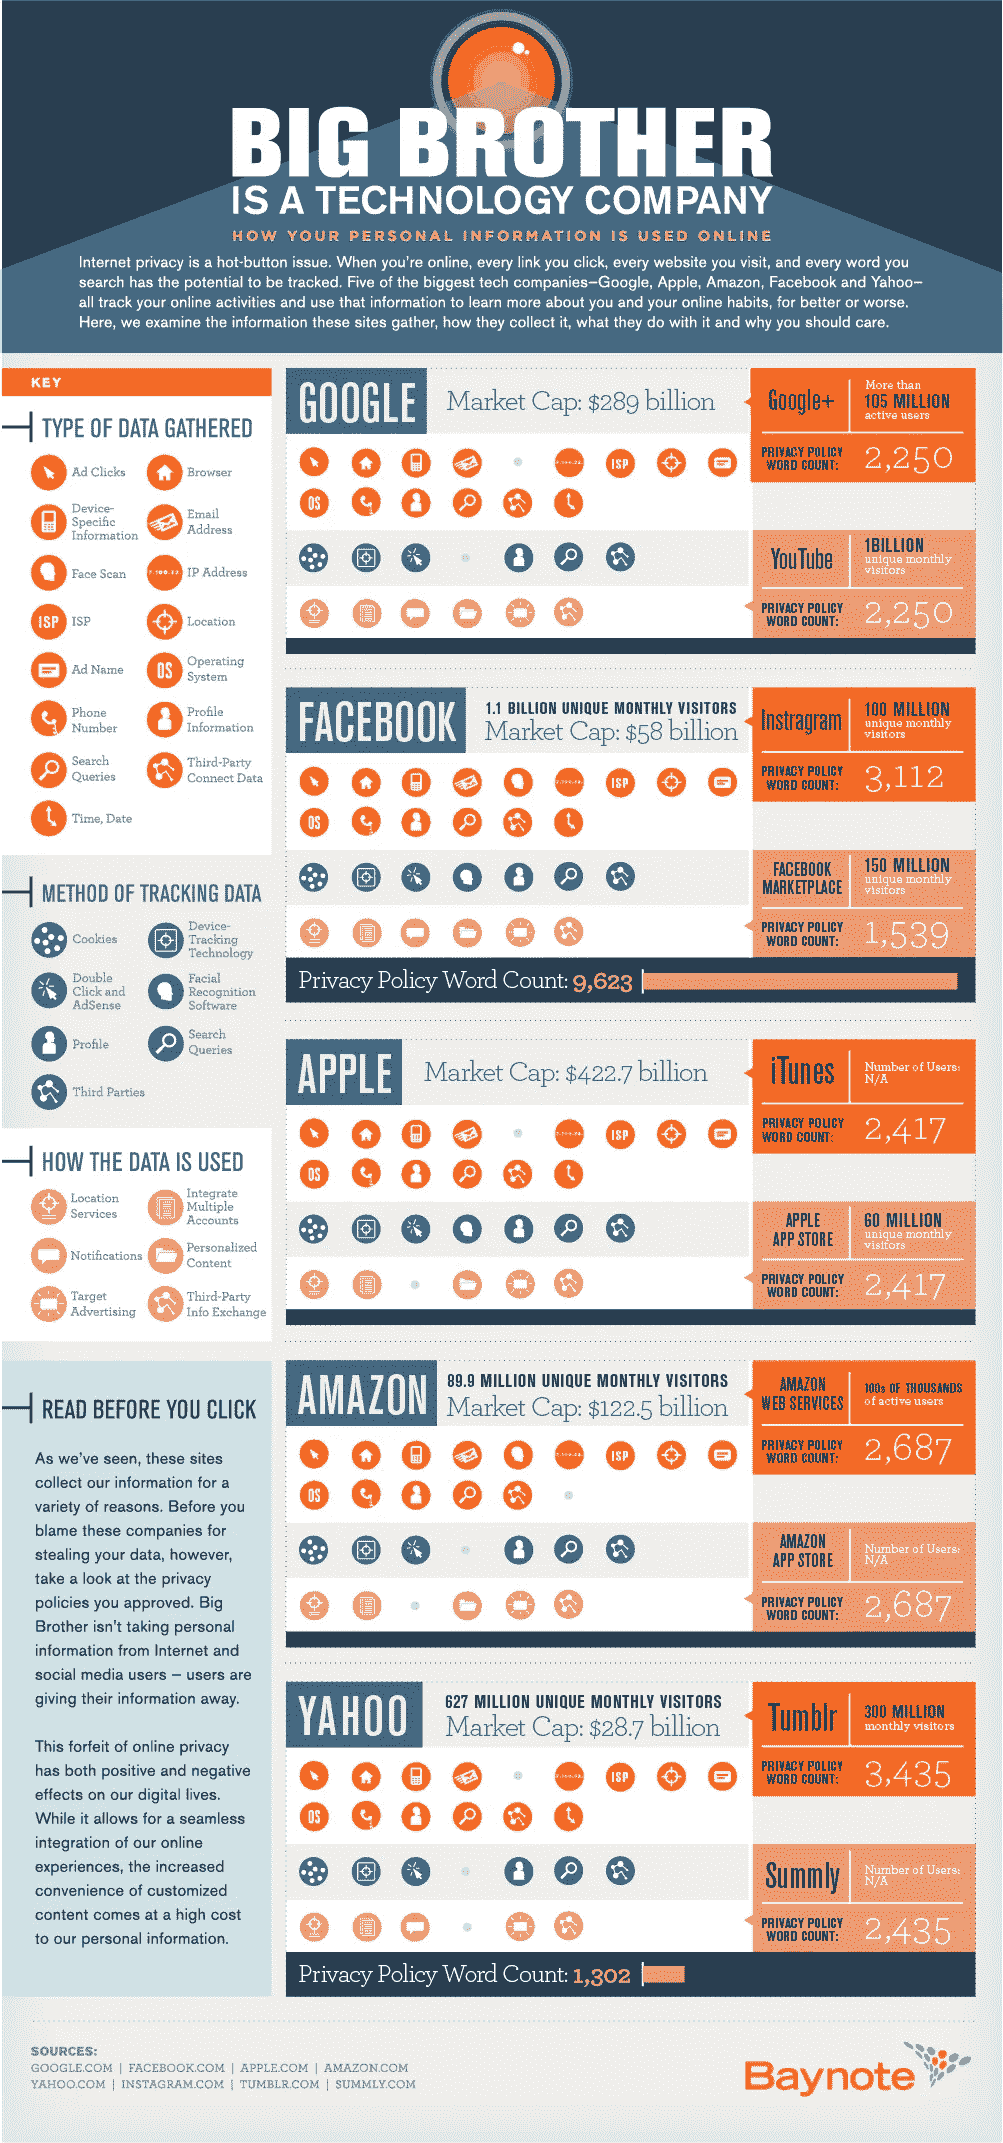 BIG BROTHER
IS A TECHNOLOGY COMPANY
HOW YOUR PERSONAL INFORMATION IS USED ONLINE
Internet privacy is a hot-button issue. When you're online, every link you click, every website you visit, and every word you
search has the potential to be tracked. Five of the biggest tech companies–Google, Apple, Amazon, Facebook and Yahoo–
all track your online activities and use that information to learn more about you and your online habits, for better or worse.
Here, we examine the information these sites gather, how they collect it, what they do with it and why you should care.
KEY
TYPE OF DATA GATHERED
Ad Clicks
Browser
Device-
Specific
Information
Email
Address
Face Scan
IP Address
ISP ISP
Location
Ad Name
OS Operating
System
Phone
Number
Profile
Information
Search
Queries
Third-Party
Connect Data
Time, Date
METHOD OF TRACKING DATA
Cookies
Device-
Tracking
Technology
Double
Click and
AdSense
Facial
Recognition
Software
Profile
Search
Queries
Third Parties
HOW THE DATA IS USED
Location
Services
Integrate
Multiple
Accounts
Notifications
Personalized
Content
Target
Advertising
Third-Party
Info Exchange
READ BEFORE YOU CLICK
As we've seen, these sites
collect our information for a
variety of reasons. Before you
blame these companies for
stealing your data, however,
take a look at the privacy
policies you approved. Big
Brother isn't taking personal
information from Internet and
social media users – users are
giving their information away.
This forfeit of online privacy
has both positive and negative
effects on our digital lives.
While it allows for a seamless
integration of our online
experiences, the increased
convenience of customized
content comes at a high cost
to our personal information.
GOOGLE
Market Cap: $289 billion
ISP
OS
Google+
More than
105 MILLION
active users
PRIVACY POLICY
WORD COUNT:
2,250
YouTube
1BILLION
unique monthly
visitors
PRIVACY POLICY
WORD COUNT:
2,250
FACEBOOK
1.1 BILLION UNIQUE MONTHLY VISITORS
Market Cap: $58 billion
ISP
OS
Instragram
100 MILLION
unique monthly
visitors
PRIVACY POLICY
WORD COUNT:
3,112
FACEBOOK
MARKETPLACE
150 MILLION
unique monthly
visitors
PRIVACY POLICY
WORD COUNT:
1,539
Privacy Policy Word Count: 9,623
APPLE
Market Cap: $422.7 billion
ISP
OS
iTunes
Number of Users:
N/A
PRIVACY POLICY
WORD COUNT:
2,417
APPLE
APP STORE
60 MILLION
unique monthly
visitors
PRIVACY POLICY
WORD COUNT:
2,417
AMAZON
89.9 MILLION UNIQUE MONTHLY VISITORS
Market Cap: $122.5 billion
ISP
OS
AMAZON
WEB SERVICES
100s OF THOUSANDS
of active users
PRIVACY POLICY
WORD COUNT:
2,687
AMAZON
APP STORE
Number of Users:
N/A
PRIVACY POLICY
WORD COUNT:
2,687
YAHOO
627 MILLION UNIQUE MONTHLY VISITORS
Market Cap: $28.7 billion
ISP
OS
Tumblr
300 MILLION
monthly visitors
PRIVACY POLICY
WORD COUNT:
3,435
Summly
Number of Users:
N/A
PRIVACY POLICY
WORD COUNT:
2,435
Privacy Policy Word Count: 1,302
SOURCES:
GOOGLE.COM | FACEBOOK.COM | APPLE.COM | AMAZON.COM
YAHOO.COM | INSTAGRAM.COM | TUMBLR.COM | SUMMLY.COM
Baynote